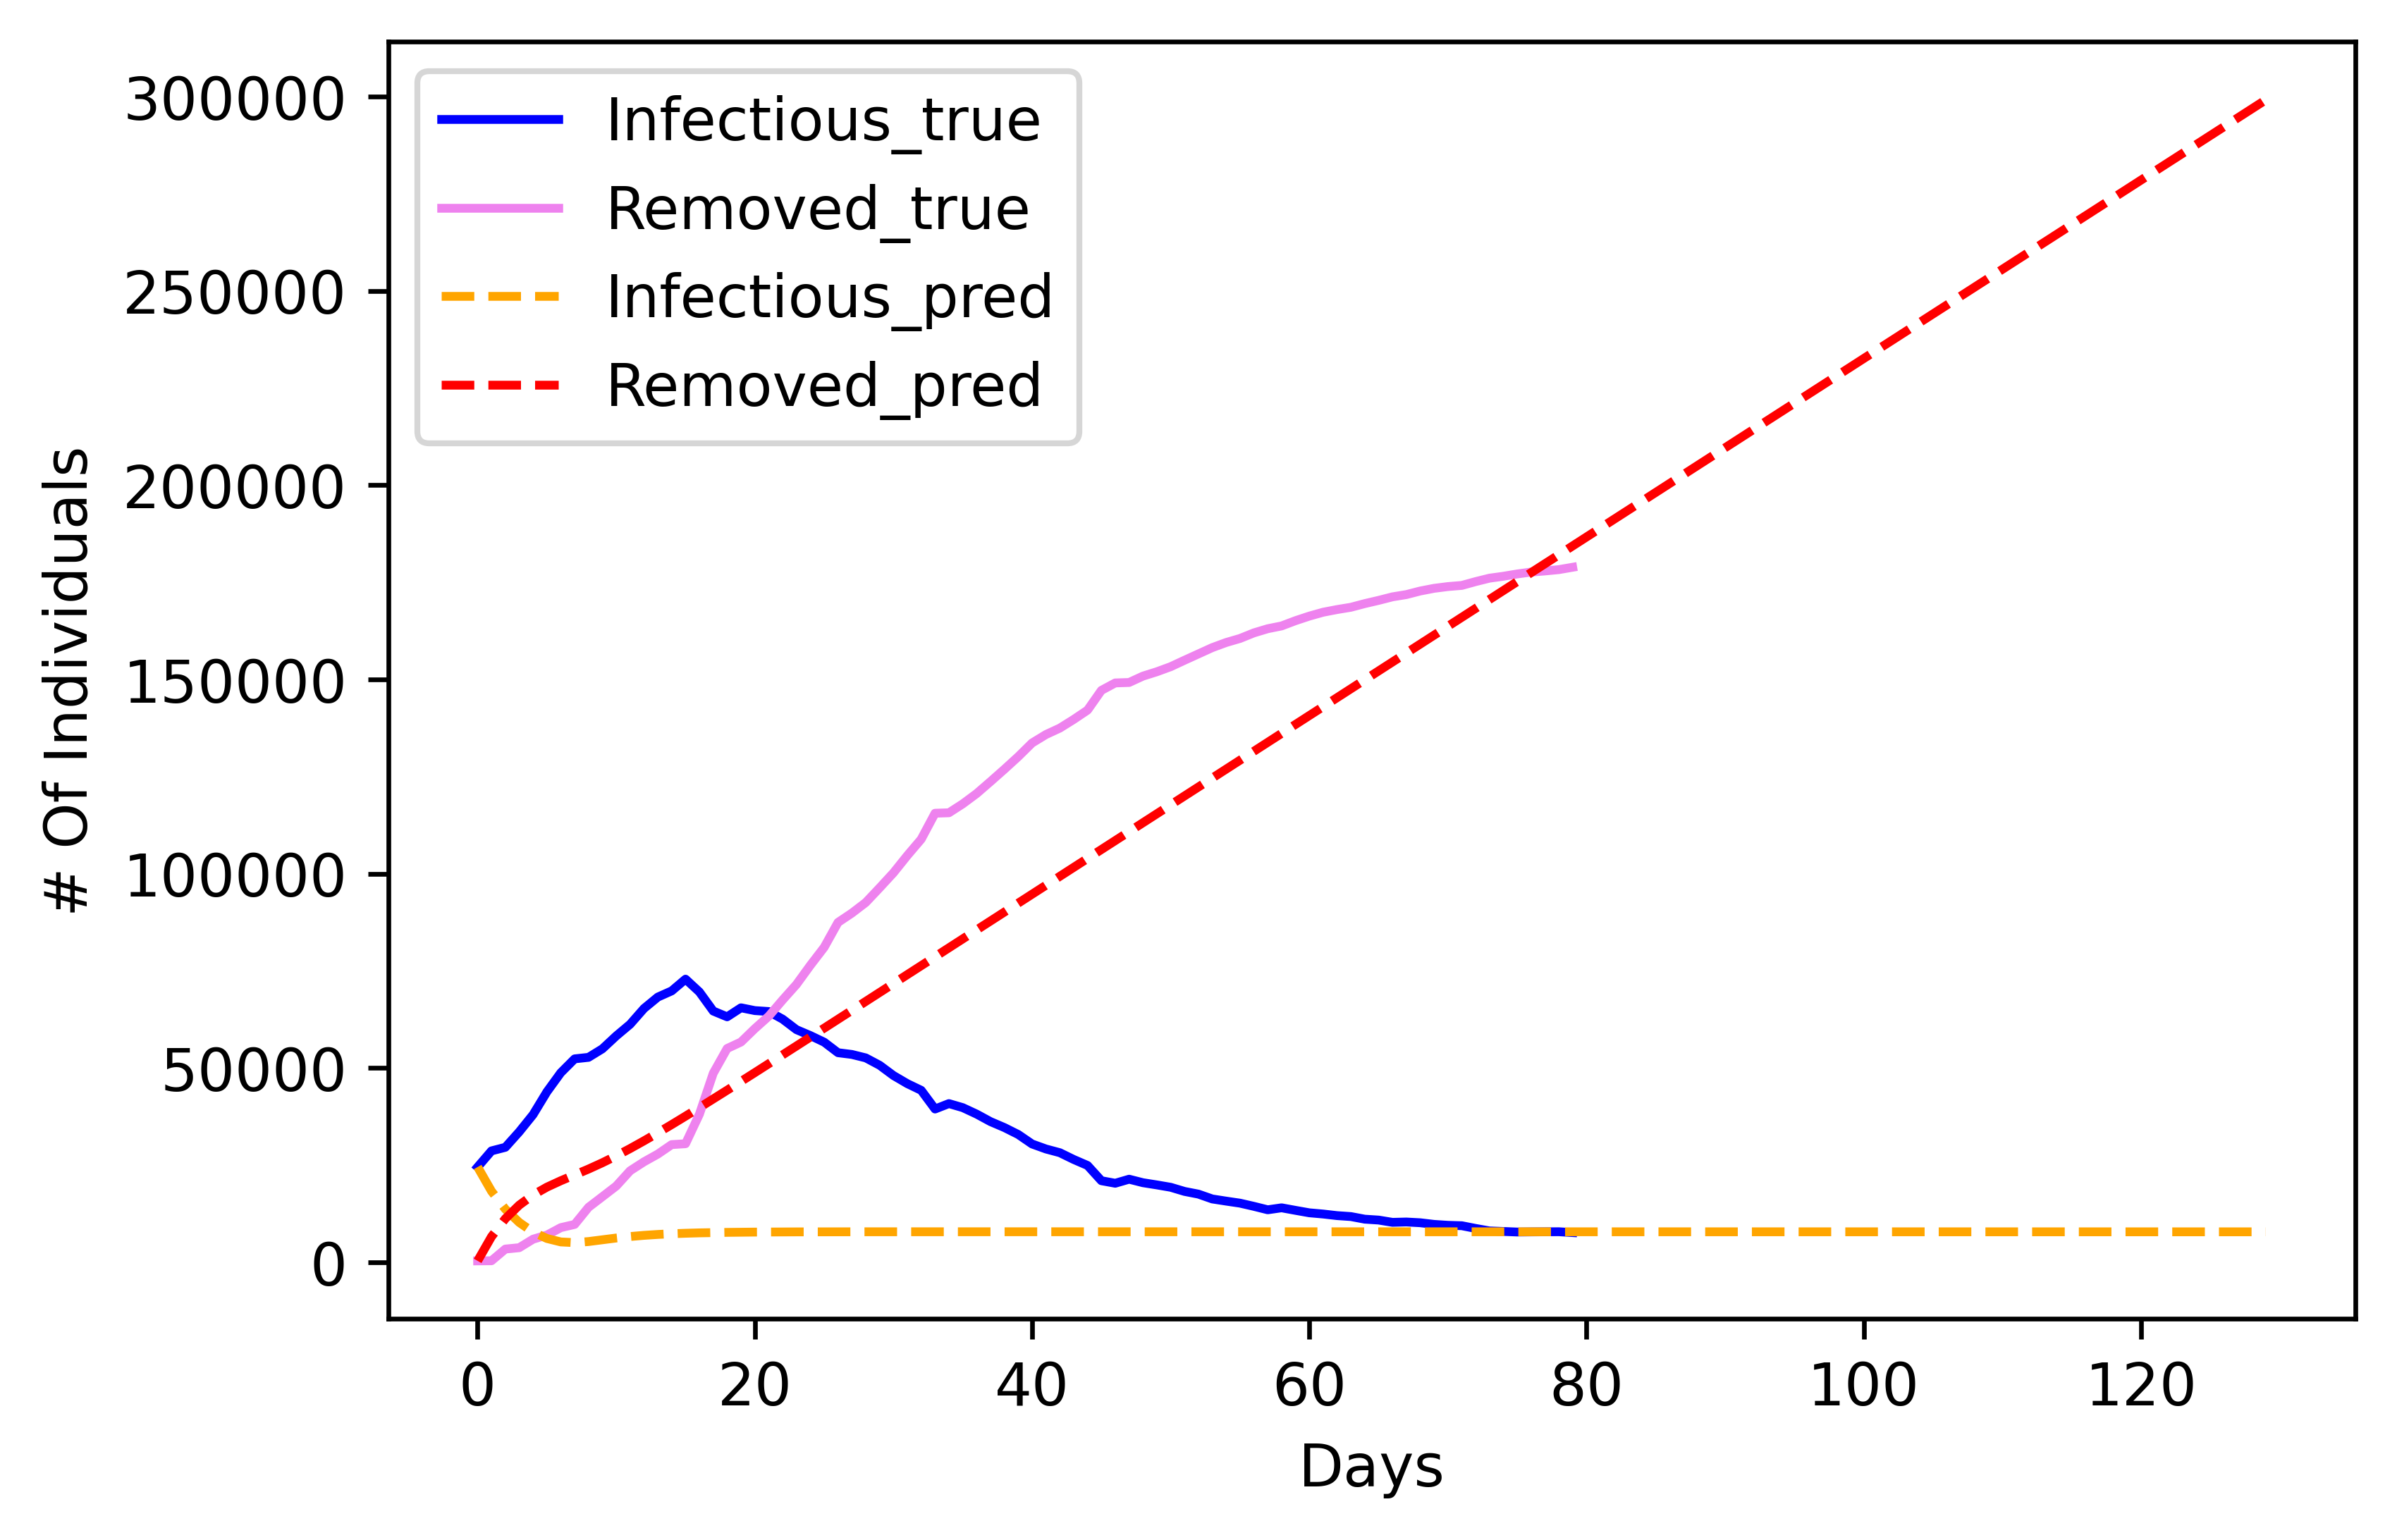 Infectious_true
Removed_true
Infectious_pred
Removed_pred
300000
250000
200000
150000
100000
50000
0
# Of Individuals
0 20 40 60 80 100 120
Days